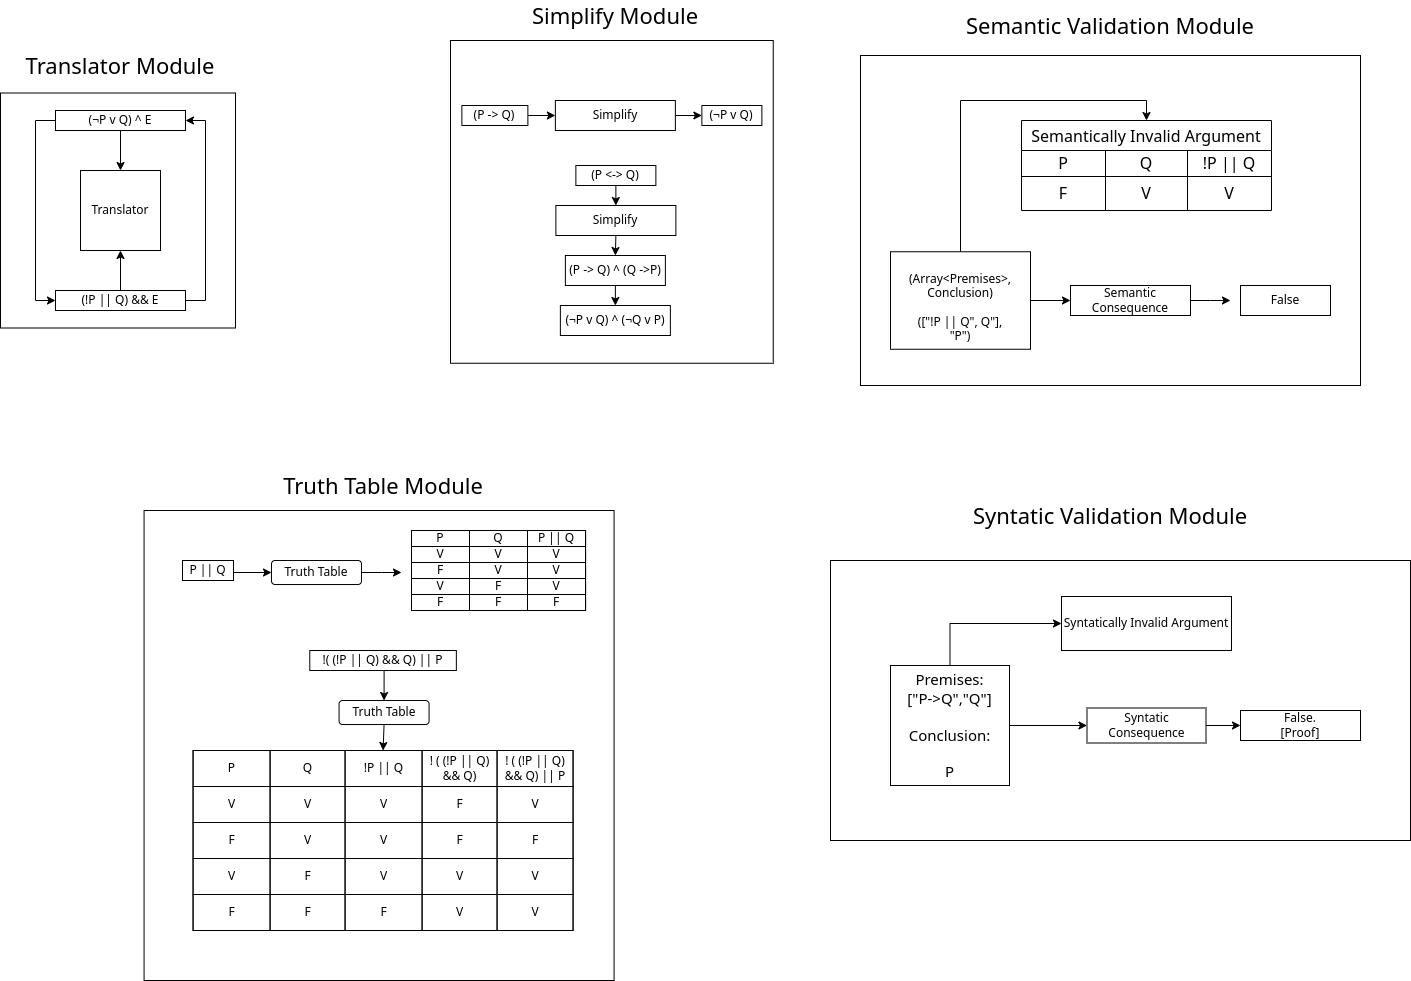 Translator Module
(¬P v Q) ^ E
Translator
(!P || Q) && E
Simplify Module
(P -> Q)
Simplify
(¬P v Q)
(P <-> Q)
Simplify
(P -> Q) ^ (Q ->P)
(¬P v Q) ^ (¬Q v P)
Semantic Validation Module
Semantically Invalid Argument
P Q !P || Q
F V V
(Array<Premises>,
Conclusion)
(["!P || Q", Q"],
"P")
Semantic
Consequence
False
Truth Table Module
P || Q
Truth Table
P Q P || Q
V V V
F V V
V F V
F F F
!( (!P || Q) && Q) || P
Truth Table
P Q !P || Q ! ( (!P || Q) ! ( (!P || Q)
&& Q) && Q) || P
V V V F V
F V V F F
V F V V V
F F F V V
Syntatic Validation Module
Syntatically Invalid Argument
Premises:
["P->Q","Q"]
Conclusion:
P
Syntatic
Consequence
False.
[Proof]